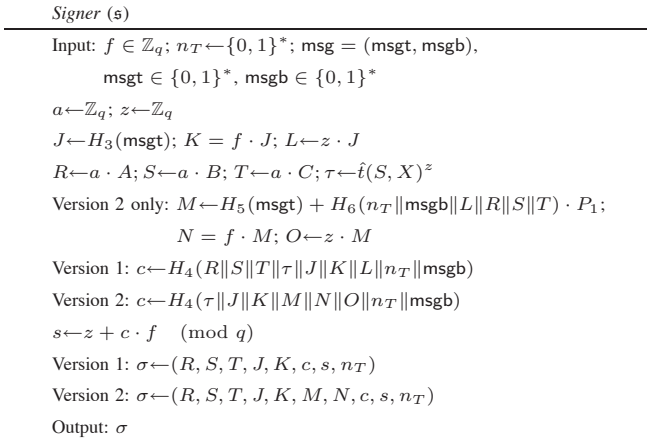 Signer (𝔰)
Input: f ∈ ℤ_q; n_T←{0, 1}^*; msg = (msgt, msgb),
msgt ∈ {0, 1}^*, msgb ∈ {0, 1}^*
a←ℤ_q; z←ℤ_q
J←H_3(msgt); K = f · J; L←z · J
R←a · A; S←a · B; T←a · C; τ←t̂(S, X)^z
Version 2 only: M←H_5(msgt) + H_6(n_T‖msgb‖L‖R‖S‖T) · P_1;
N = f · M; O←z · M
Version 1: c←H_4(R‖S‖T‖τ‖J‖K‖L‖n_T‖msgb)
Version 2: c←H_4(τ‖J‖K‖M‖N‖O‖n_T‖msgb)
s←z + c · f (mod q)
Version 1: σ←(R, S, T, J, K, c, s, n_T)
Version 2: σ←(R, S, T, J, K, M, N, c, s, n_T)
Output: σ